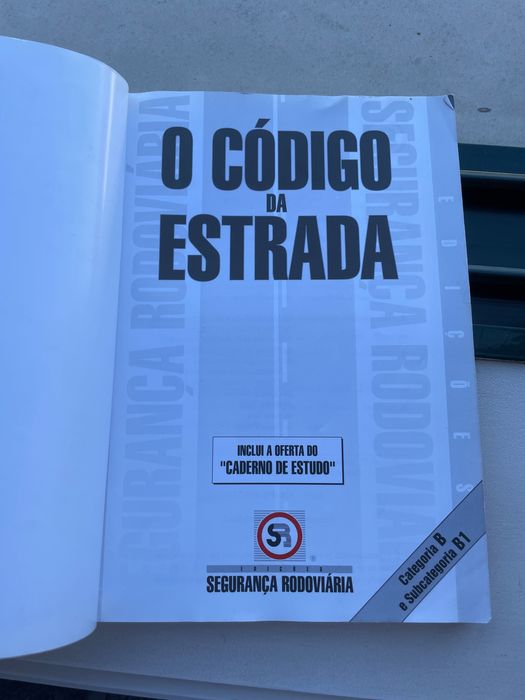 O CÓDIGO
DA
ESTRADA
SEGURANÇA RODOVIÁRIA
SEGURANÇA RODOVIÁ
EDIÇÕES
INCLUI A OFERTA DO
"CADERNO DE ESTUDO"
SR
®
EDIÇÕES
SEGURANÇA RODOVIÁRIA
Categoria B
e Subcategoria B1